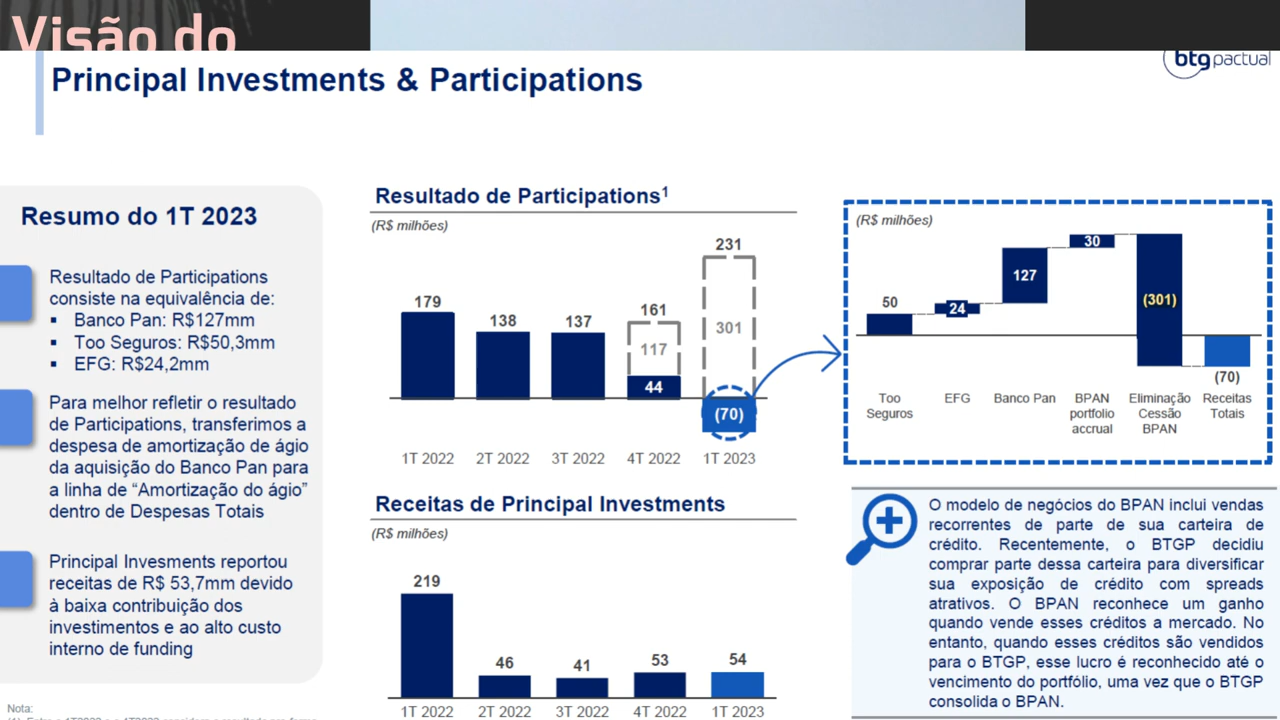 Visão do
Principal Investments & Participations
btgpactual
Resumo do 1T 2023
Resultado de Participations
consiste na equivalência de:
▪ Banco Pan: R$127mm
▪ Too Seguros: R$50,3mm
▪ EFG: R$24,2mm
Para melhor refletir o resultado
de Participations, transferimos a
despesa de amortização de ágio
da aquisição do Banco Pan para
a linha de “Amortização do ágio”
dentro de Despesas Totais
Principal Invesments reportou
receitas de R$ 53,7mm devido
à baixa contribuição dos
investimentos e ao alto custo
interno de funding
Nota:
Resultado de Participations¹
(R$ milhões)
231
179
161
138
137
301
117
44
(70)
1T 2022 2T 2022 3T 2022 4T 2022 1T 2023
Receitas de Principal Investments
(R$ milhões)
219
46
41
53
54
1T 2022 2T 2022 3T 2022 4T 2022 1T 2023
(R$ milhões)
50
24
127
30
(301)
(70)
Too
Seguros
EFG
Banco Pan
BPAN
portfolio
accrual
Eliminação
Cessão
BPAN
Receitas
Totais
O modelo de negócios do BPAN inclui vendas
recorrentes de parte de sua carteira de
crédito. Recentemente, o BTGP decidiu
comprar parte dessa carteira para diversificar
sua exposição de crédito com spreads
atrativos. O BPAN reconhece um ganho
quando vende esses créditos a mercado. No
entanto, quando esses créditos são vendidos
para o BTGP, esse lucro é reconhecido até o
vencimento do portfólio, uma vez que o BTGP
consolida o BPAN.